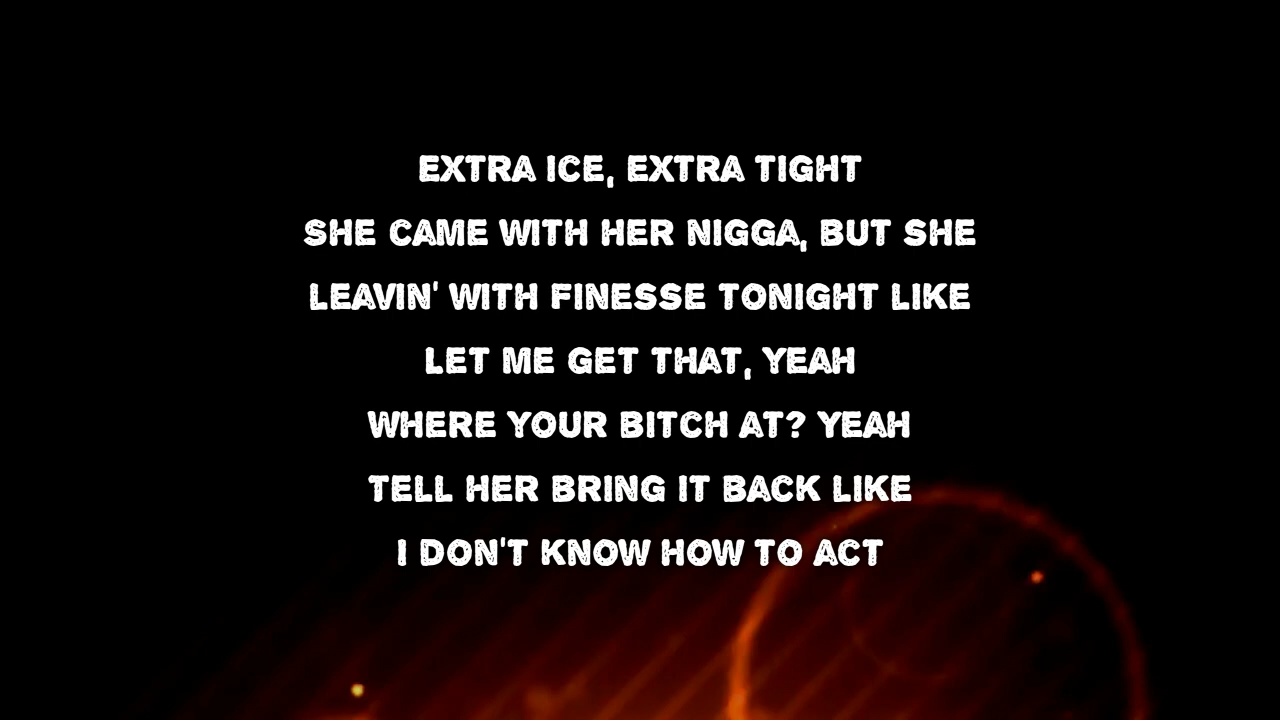 EXTRA ICE, EXTRA TIGHT
SHE CAME WITH HER NIGGA, BUT SHE
LEAVIN' WITH FINESSE TONIGHT LIKE
LET ME GET THAT, YEAH
WHERE YOUR BITCH AT? YEAH
TELL HER BRING IT BACK LIKE
I DON'T KNOW HOW TO ACT